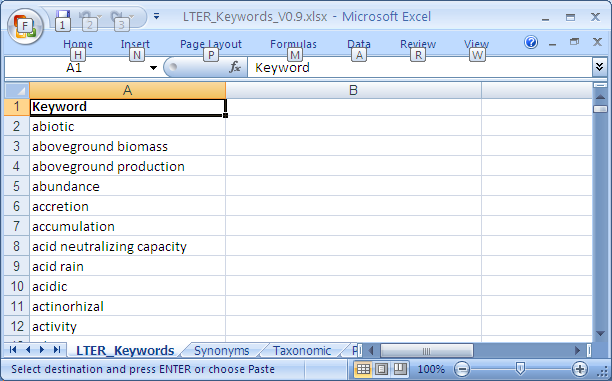 LTER_Keywords_V0.9.xlsx - Microsoft Excel
F 1 2 3
Home Insert Page Layout Formulas Data Review View
H N P M A R W
A1 fx Keyword
A B
1 Keyword
2 abiotic
3 aboveground biomass
4 aboveground production
5 abundance
6 accretion
7 accumulation
8 acid neutralizing capacity
9 acid rain
10 acidic
11 actinorhizal
12 activity
LTER_Keywords Synonyms Taxonomic
Select destination and press ENTER or choose Paste 100%